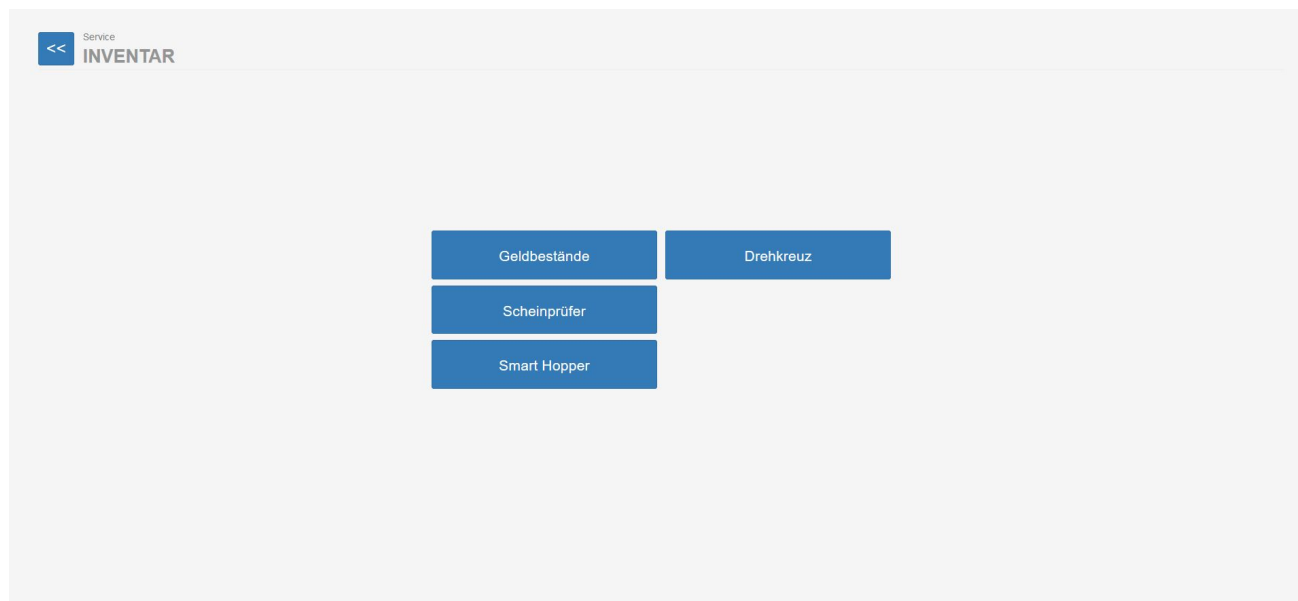 <<
Service
INVENTAR
Geldbestände
Drehkreuz
Scheinprüfer
Smart Hopper